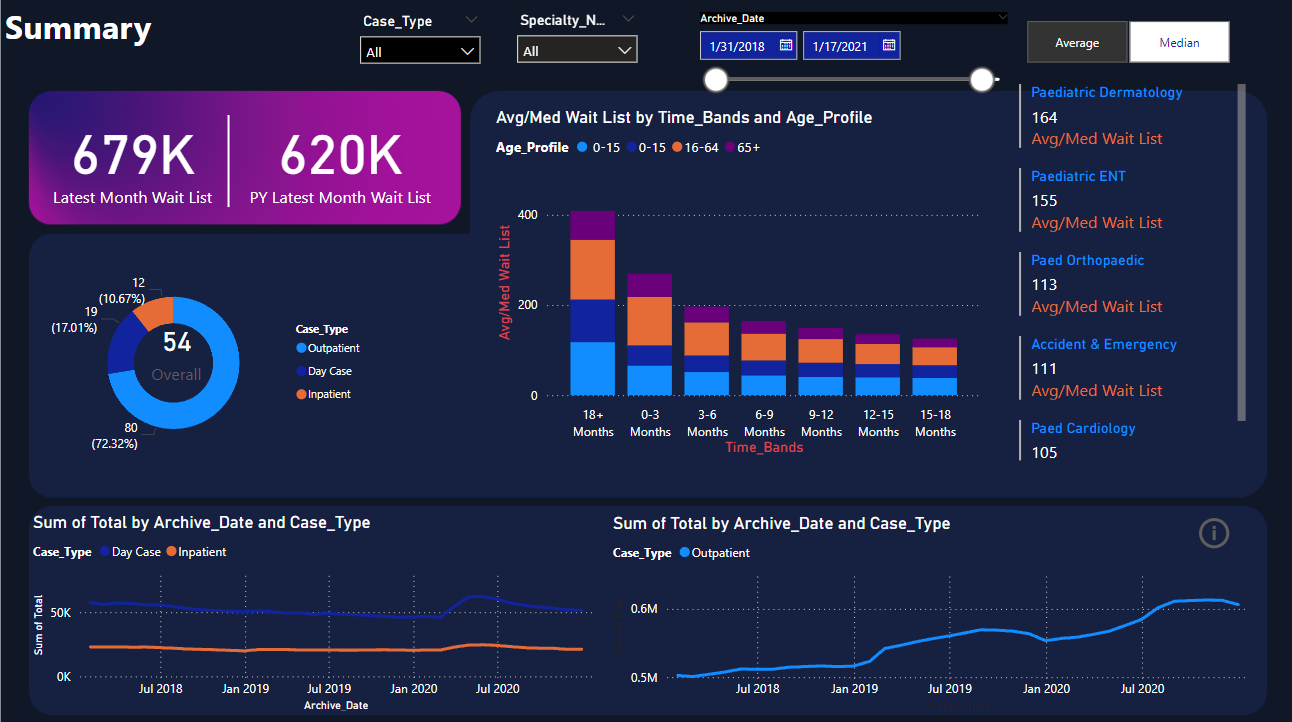 Summary
Case_Type
All
Specialty_N...
All
Archive_Date
1/31/2018
1/17/2021
Average
Median
679K
Latest Month Wait List
620K
PY Latest Month Wait List
Avg/Med Wait List by Time_Bands and Age_Profile
Age_Profile 0-15 0-15 16-64 65+
Avg/Med Wait List
400
200
0
18+ Months
0-3 Months
3-6 Months
6-9 Months
9-12 Months
12-15 Months
15-18 Months
Time_Bands
Paediatric Dermatology
164
Avg/Med Wait List
Paediatric ENT
155
Avg/Med Wait List
Paed Orthopaedic
113
Avg/Med Wait List
Accident & Emergency
111
Avg/Med Wait List
Paed Cardiology
105
12
(10.67%)
19
(17.01%)
54
Overall
80
(72.32%)
Case_Type
Outpatient
Day Case
Inpatient
Sum of Total by Archive_Date and Case_Type
Case_Type Day Case Inpatient
Sum of Total
50K
0K
Jul 2018
Jan 2019
Jul 2019
Jan 2020
Jul 2020
Archive_Date
Sum of Total by Archive_Date and Case_Type
Case_Type Outpatient
0.6M
0.5M
Jul 2018
Jan 2019
Jul 2019
Jan 2020
Jul 2020